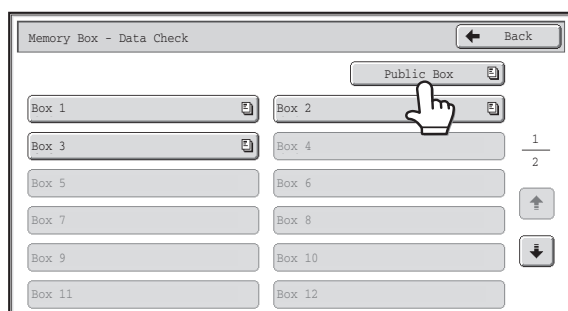 Memory Box - Data Check
Back
Public Box
Box 1
Box 2
Box 3
Box 4
1
2
Box 5
Box 6
Box 7
Box 8
Box 9
Box 10
Box 11
Box 12